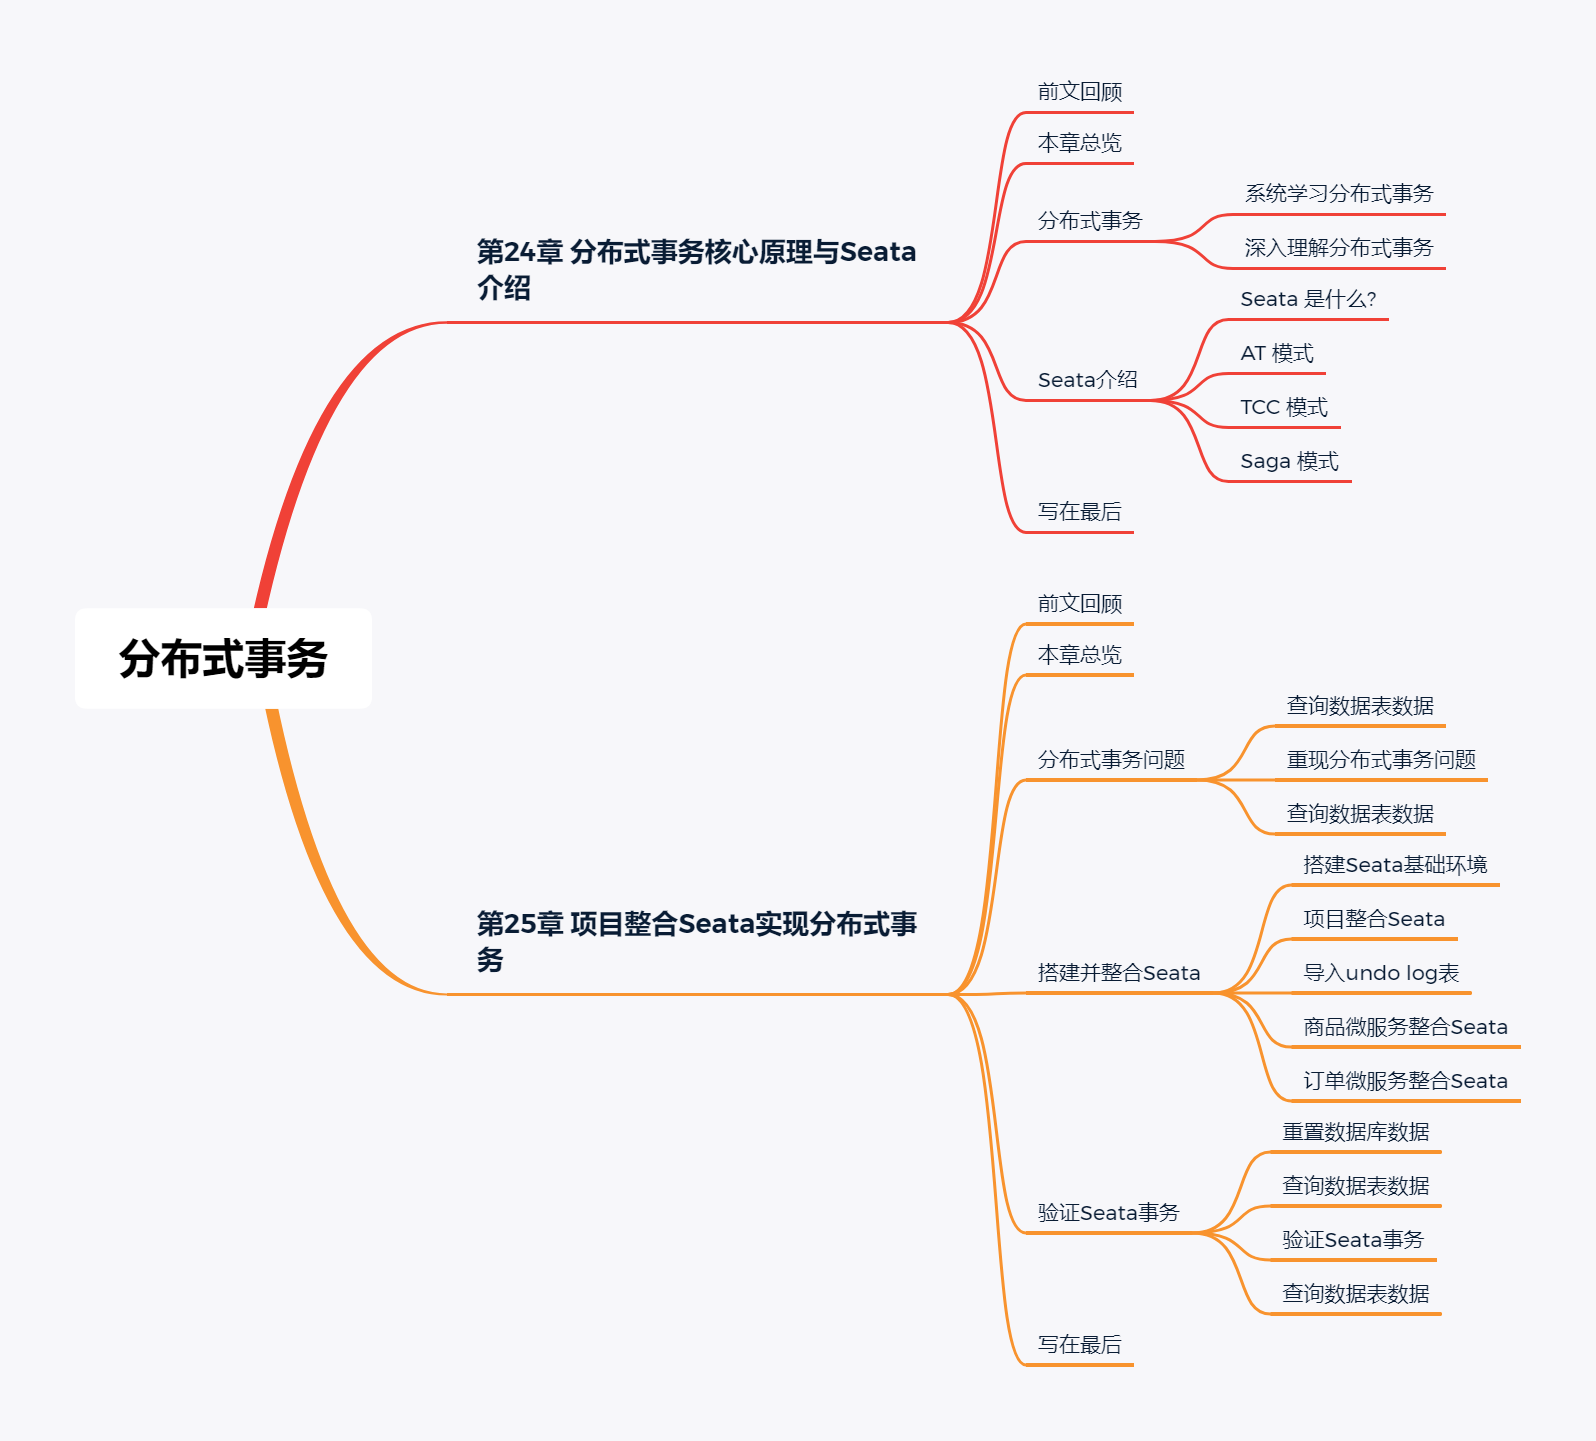 分布式事务
第24章 分布式事务核心原理与Seata
介绍
前文回顾
本章总览
分布式事务
系统学习分布式事务
深入理解分布式事务
Seata介绍
Seata 是什么?
AT 模式
TCC 模式
Saga 模式
写在最后
第25章 项目整合Seata实现分布式事
务
前文回顾
本章总览
分布式事务问题
查询数据表数据
重现分布式事务问题
查询数据表数据
搭建并整合Seata
搭建Seata基础环境
项目整合Seata
导入undo log表
商品微服务整合Seata
订单微服务整合Seata
验证Seata事务
重置数据库数据
查询数据表数据
验证Seata事务
查询数据表数据
写在最后